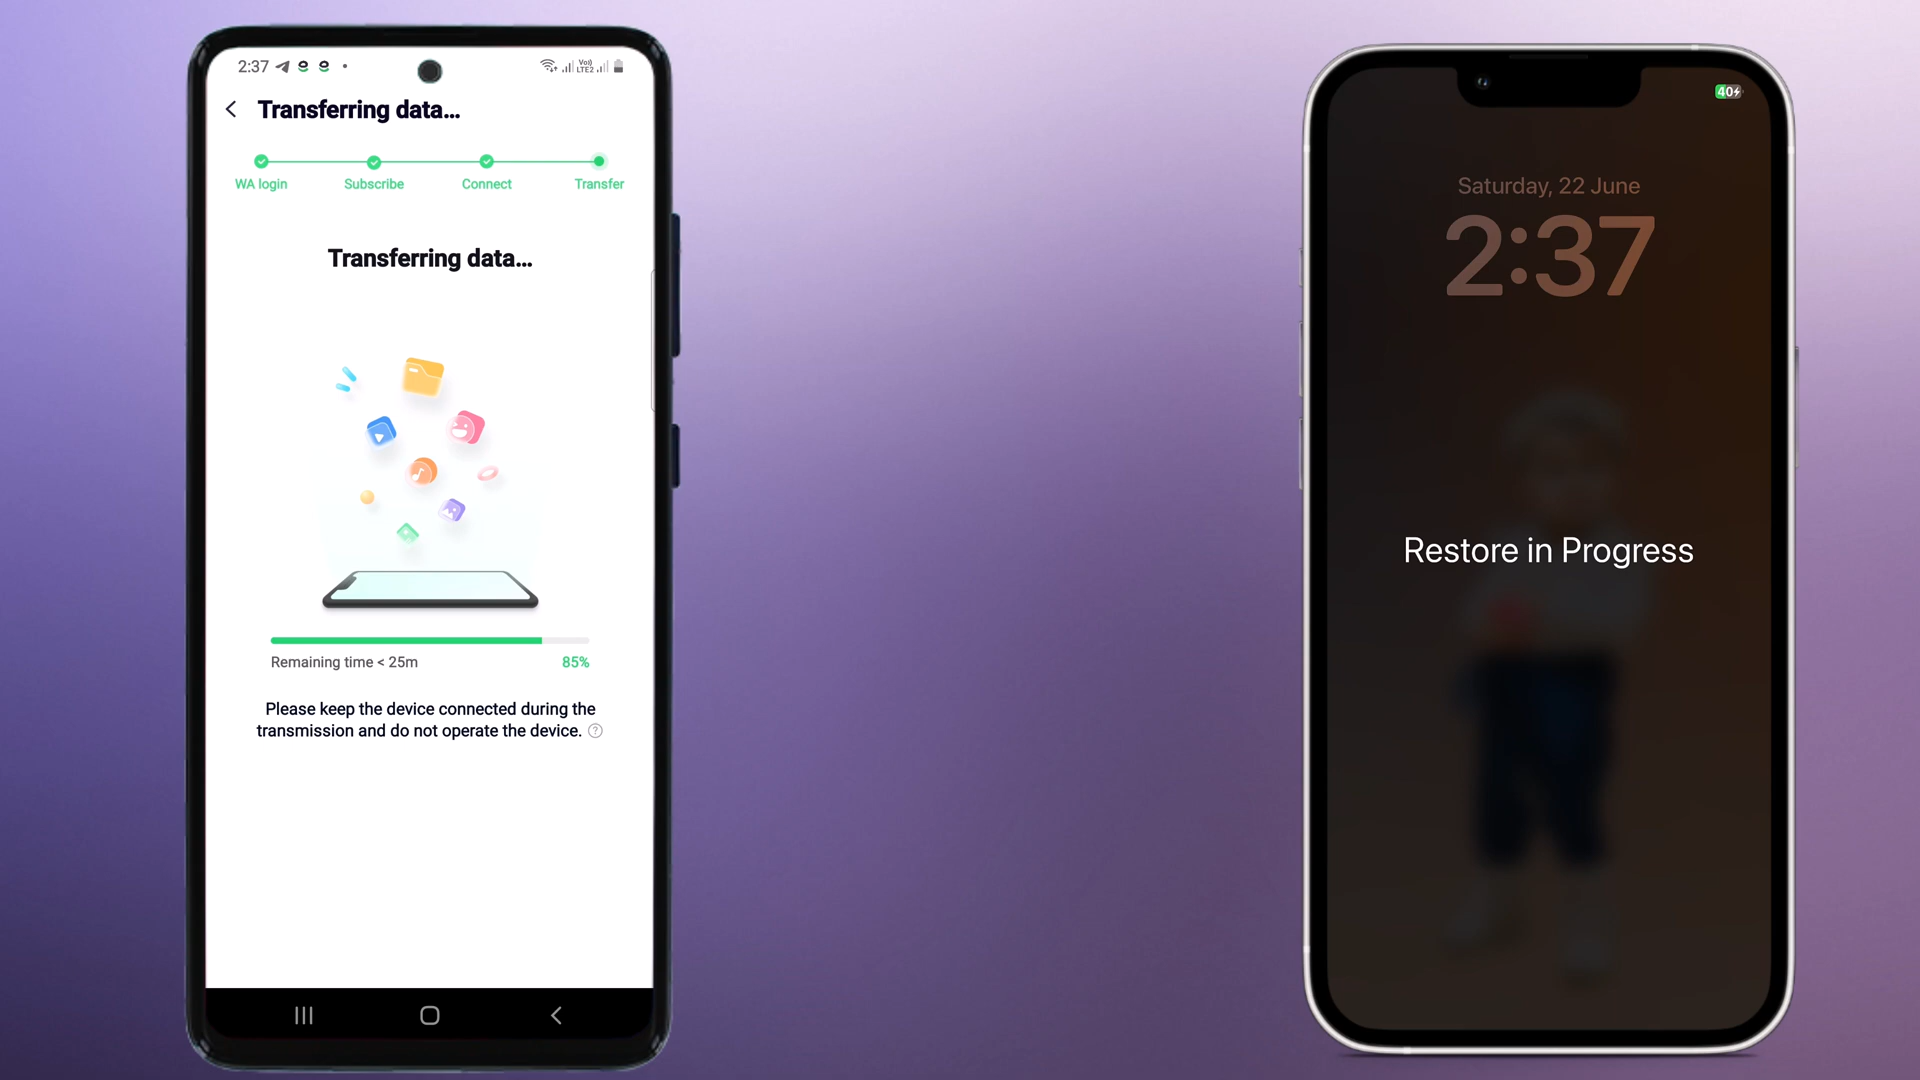 2:37
Vo)) LTE2
Transferring data...
WA login
Subscribe
Connect
Transfer
Transferring data...
Remaining time < 25m
85%
Please keep the device connected during the
transmission and do not operate the device. ?
40
Saturday, 22 June
2:37
Restore in Progress